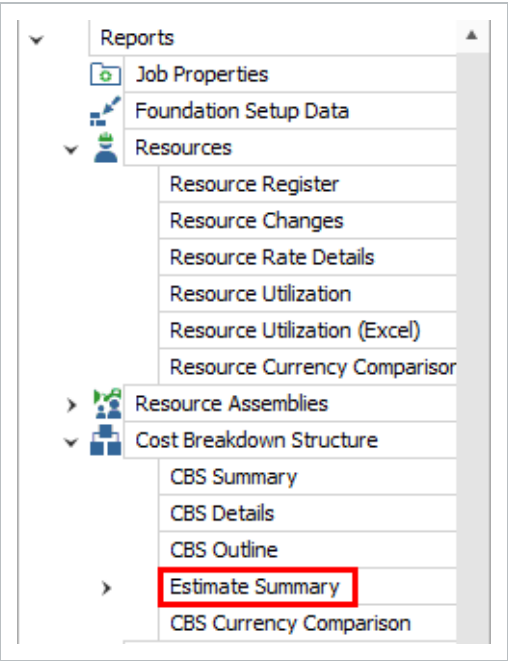 Reports
Job Properties
Foundation Setup Data
Resources
Resource Register
Resource Changes
Resource Rate Details
Resource Utilization
Resource Utilization (Excel)
Resource Currency Comparison
Resource Assemblies
Cost Breakdown Structure
CBS Summary
CBS Details
CBS Outline
Estimate Summary
CBS Currency Comparison